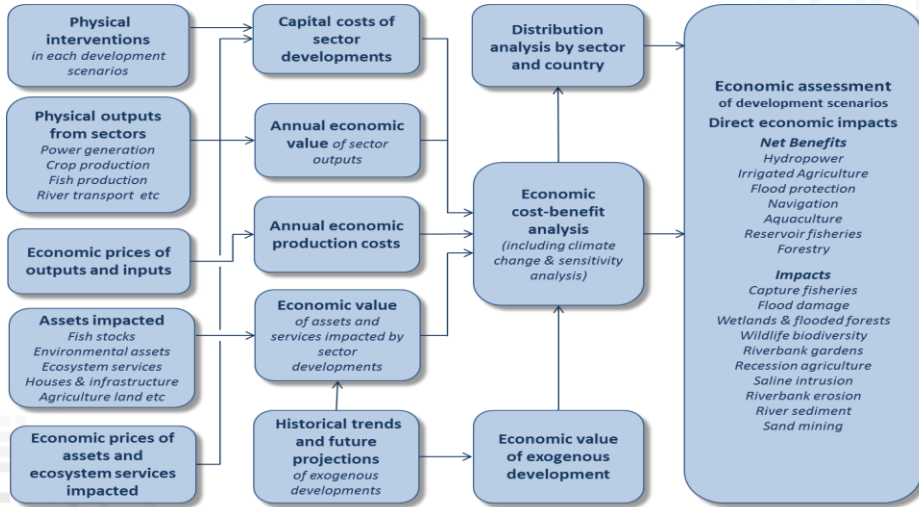 Physical
interventions
in each development
scenarios
Physical outputs
from sectors
Power generation
Crop production
Fish production
River transport etc
Economic prices of
outputs and inputs
Assets impacted
Fish stocks
Environmental assets
Ecosystem services
Houses & infrastructure
Agriculture land etc
Economic prices of
assets and
ecosystem services
impacted
Capital costs of
sector
developments
Annual economic
value of sector
outputs
Annual economic
production costs
Economic value
of assets and
services impacted by
sector
developments
Historical trends
and future
projections
of exogenous
developments
Distribution
analysis by sector
and country
Economic
cost-benefit
analysis
(including climate
change & sensitivity
analysis)
Economic value
of exogenous
development
Economic assessment
of development scenarios
Direct economic impacts
Net Benefits
Hydropower
Irrigated Agriculture
Flood protection
Navigation
Aquaculture
Reservoir fisheries
Forestry
Impacts
Capture fisheries
Flood damage
Wetlands & flooded forests
Wildlife biodiversity
Riverbank gardens
Recession agriculture
Saline intrusion
Riverbank erosion
River sediment
Sand mining